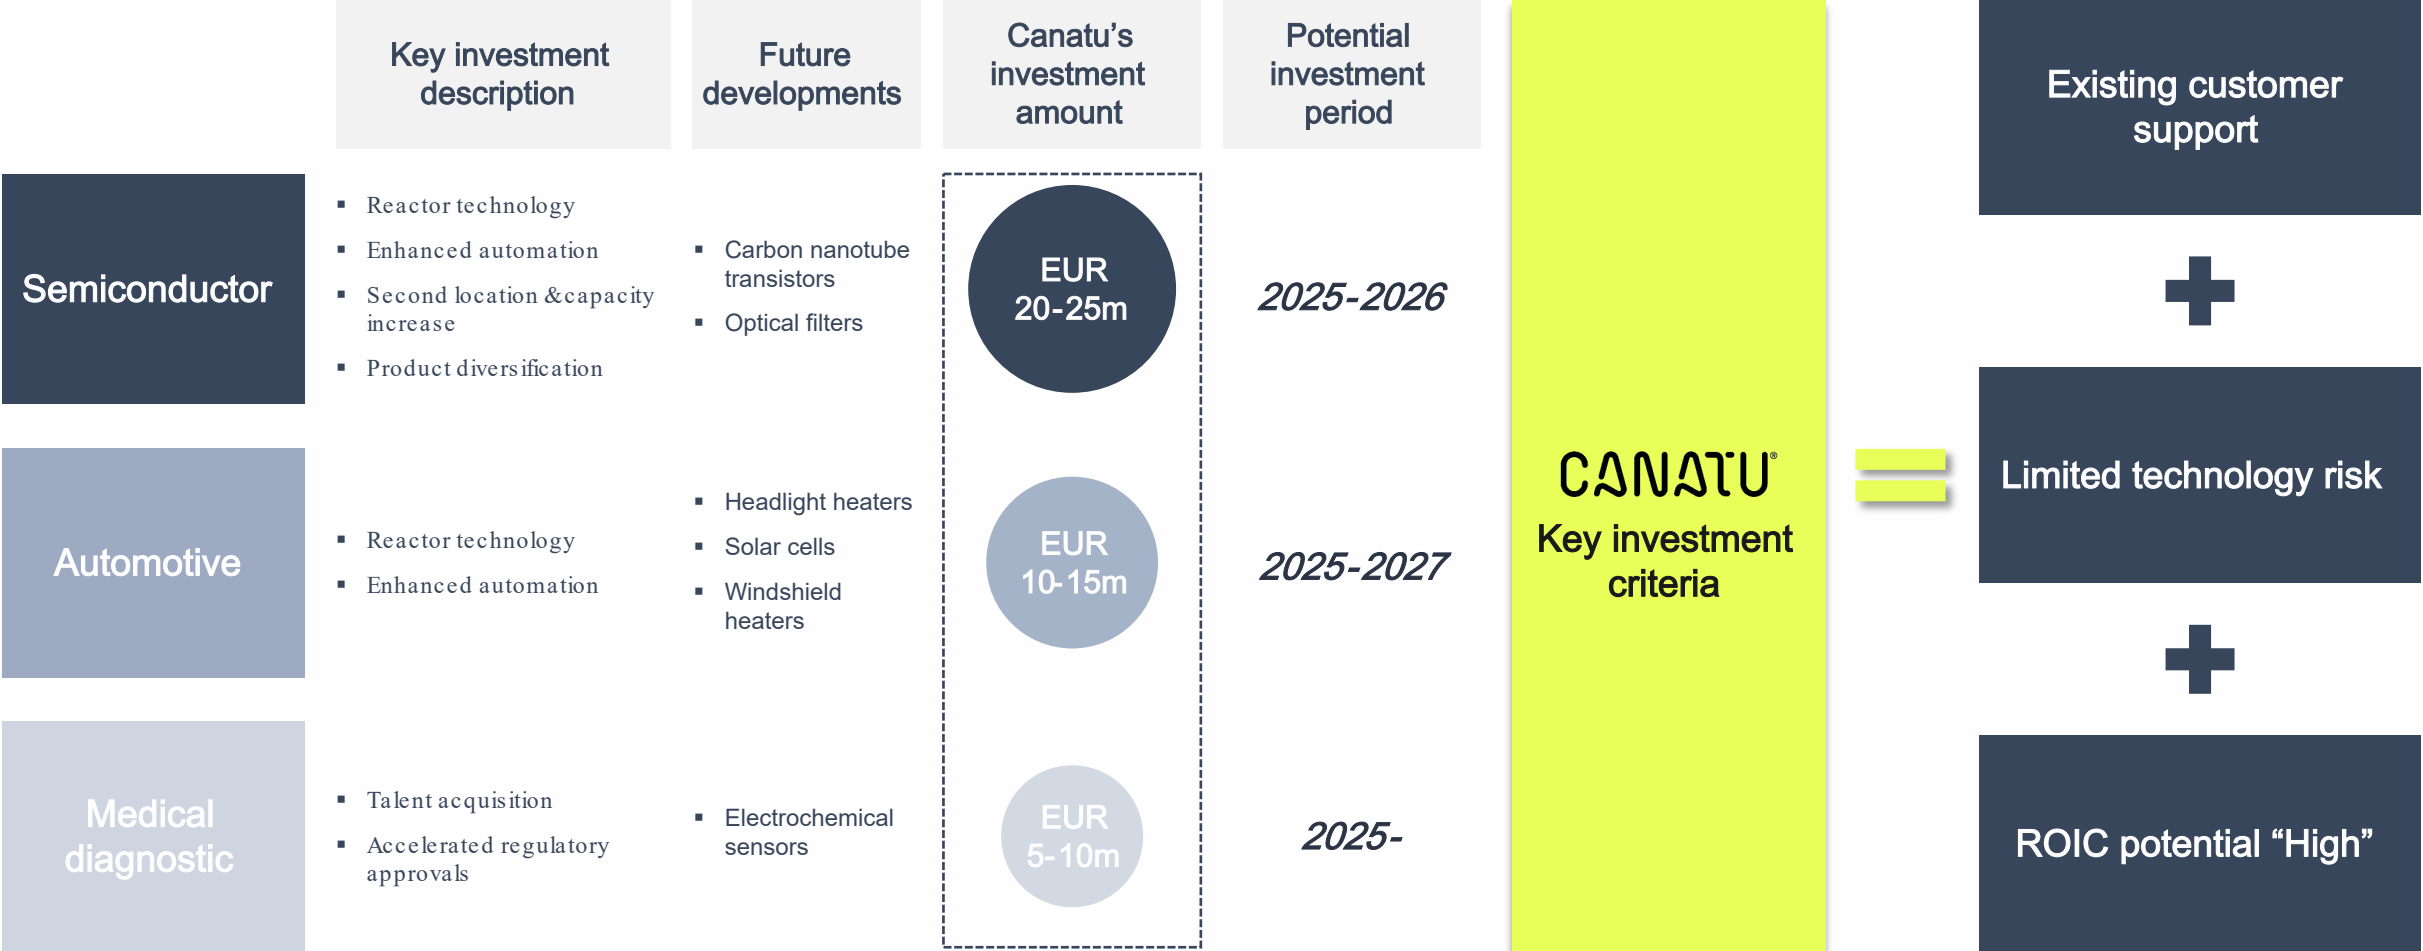 Key investment
description
Future
developments
Canatu's
investment
amount
Potential
investment
period
Semiconductor
▪ Reactor technology
▪ Enhanced automation
▪ Second location & capacity
increase
▪ Product diversification
▪ Carbon nanotube
transistors
▪ Optical filters
EUR
20-25m
2025-2026
Automotive
▪ Reactor technology
▪ Enhanced automation
▪ Headlight heaters
▪ Solar cells
▪ Windshield
heaters
EUR
10-15m
2025-2027
Medical
diagnostic
▪ Talent acquisition
▪ Accelerated regulatory
approvals
▪ Electrochemical
sensors
EUR
5-10m
2025-
CANATU®
Key investment
criteria
=
Existing customer
support
+
Limited technology risk
+
ROIC potential “High”